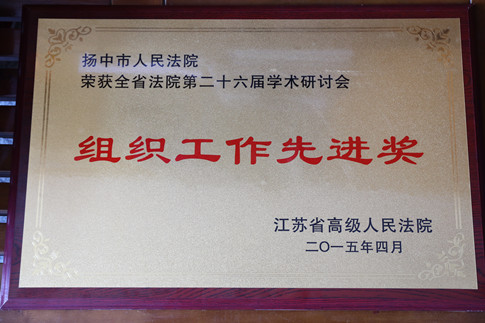 扬中市人民法院
荣获全省法院第二十六届学术研讨会
组织工作先进奖
江苏省高级人民法院
二〇一五年四月